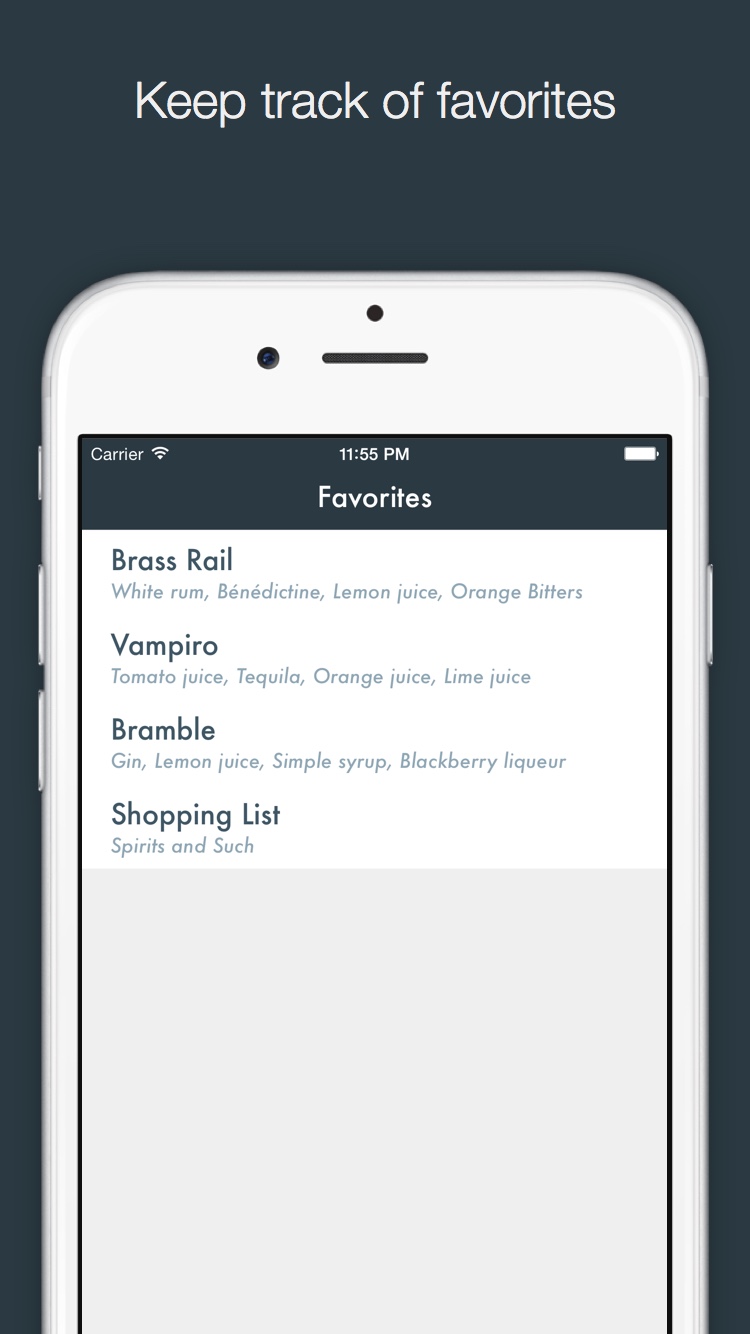 Keep track of favorites
Carrier
11:55 PM
Favorites
Brass Rail
White rum, Bénédictine, Lemon juice, Orange Bitters
Vampiro
Tomato juice, Tequila, Orange juice, Lime juice
Bramble
Gin, Lemon juice, Simple syrup, Blackberry liqueur
Shopping List
Spirits and Such